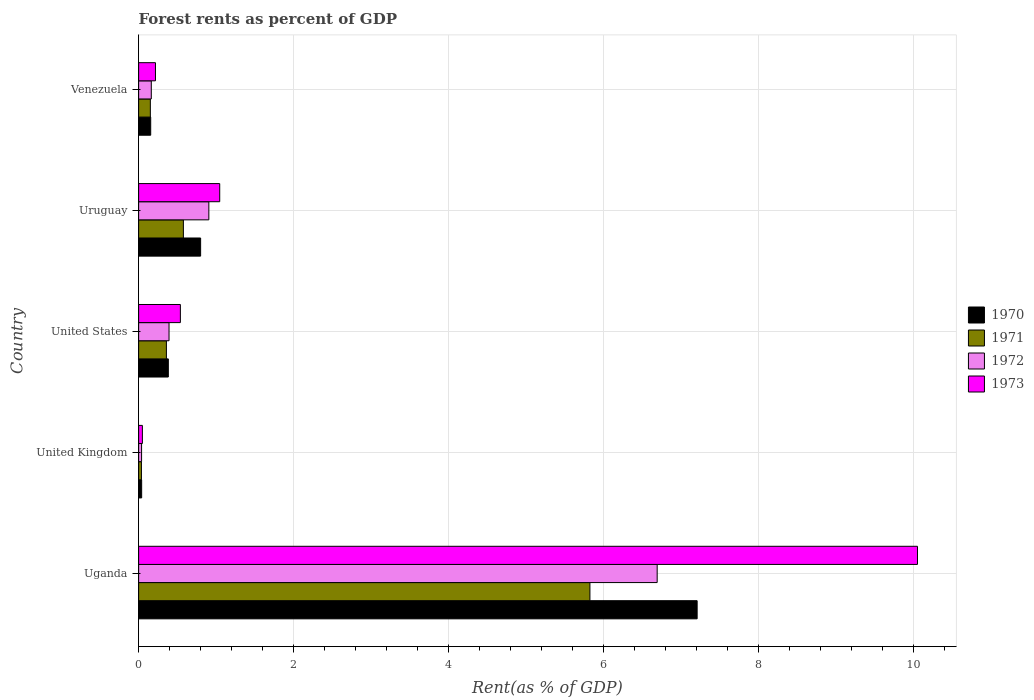 Forest rents as percent of GDP
Venezuela
Uruguay
United States
United Kingdom
Uganda
Country
0
2
4
6
8
10
Rent(as % of GDP)
1970
1971
1972
1973